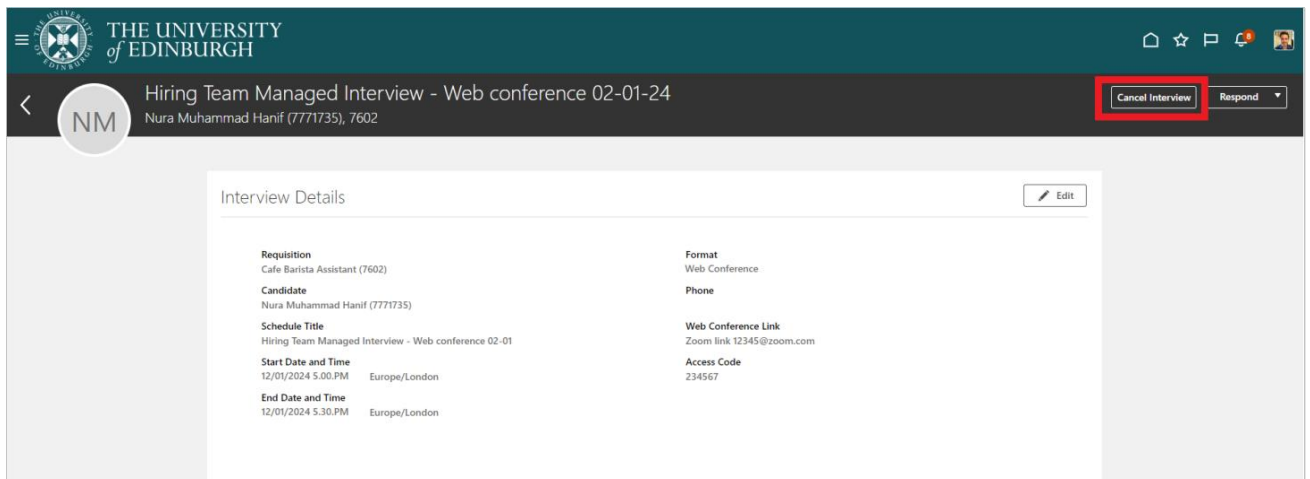 THE UNIVERSITY
of EDINBURGH
8
Hiring Team Managed Interview - Web conference 02-01-24
Nura Muhammad Hanif (7771735), 7602
NM
Cancel Interview
Respond
Interview Details
Edit
Requisition
Cafe Barista Assistant (7602)
Candidate
Nura Muhammad Hanif (7771735)
Schedule Title
Hiring Team Managed Interview - Web conference 02-01
Start Date and Time
12/01/2024 5.00.PM Europe/London
End Date and Time
12/01/2024 5.30.PM Europe/London
Format
Web Conference
Phone
Web Conference Link
Zoom link 12345@zoom.com
Access Code
234567